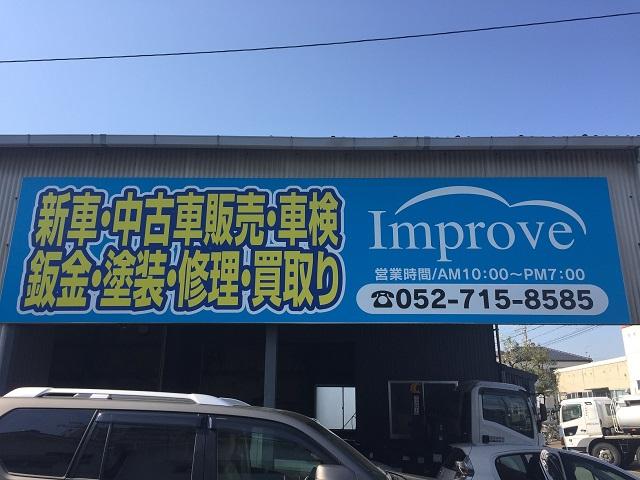 新車・中古車販売・車検
鈑金・塗装・修理・買取り
Improve
営業時間/AM10:00～PM7:00
☎052-715-8585